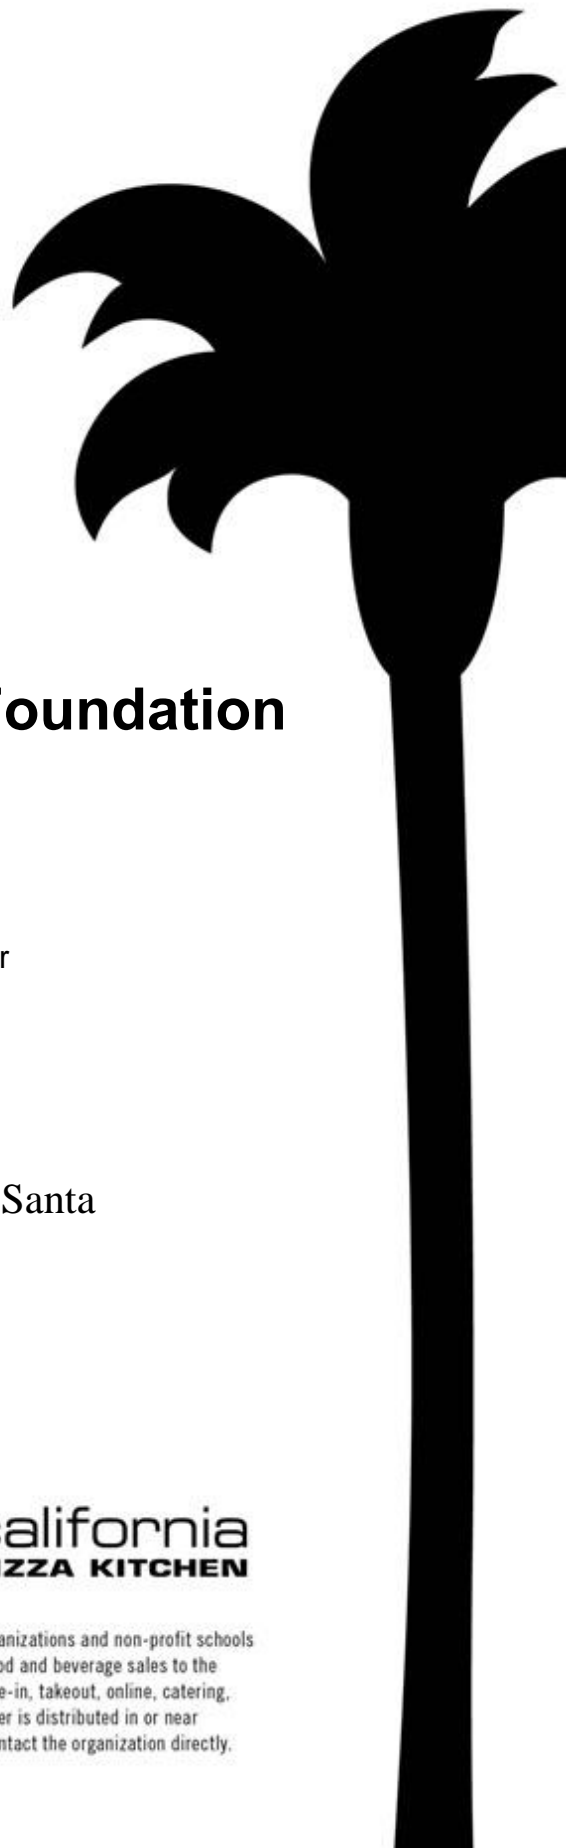 oundation
r
Santa
alifornia
IZZA KITCHEN
anizations and non-profit schools
od and beverage sales to the
e-in, takeout, online, catering,
er is distributed in or near
ntact the organization directly.